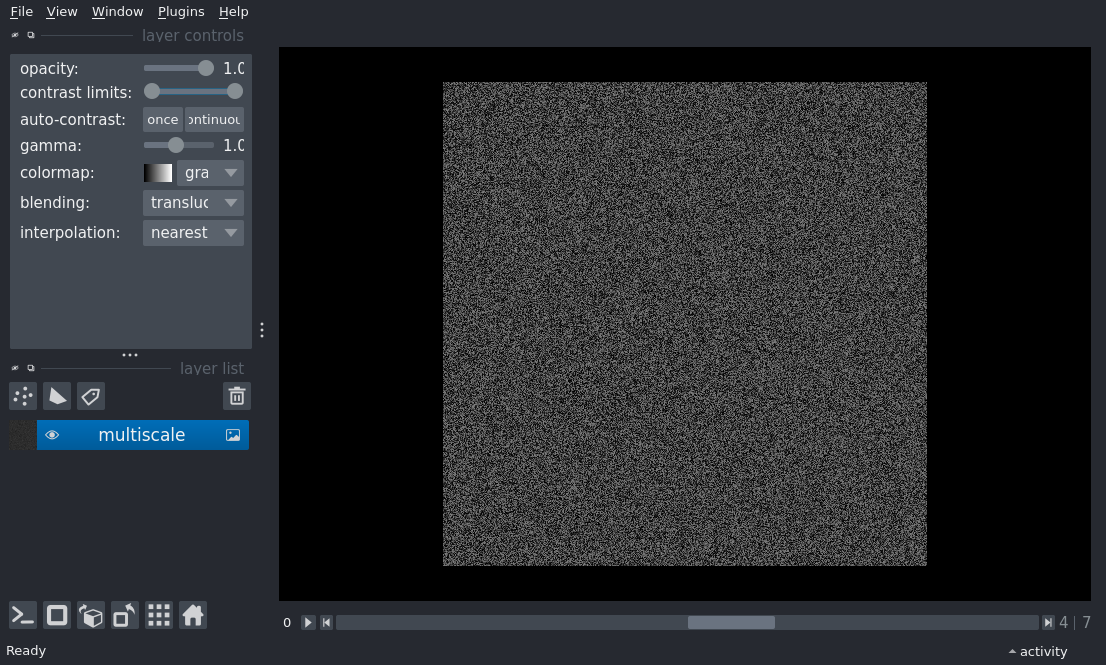 File View Window Plugins Help
layer controls
opacity: 1.0
contrast limits:
auto-contrast: once ontinuou
gamma: 1.0
colormap: gra
blending: transluc
interpolation: nearest
layer list
multiscale
0 4 | 7
Ready activity